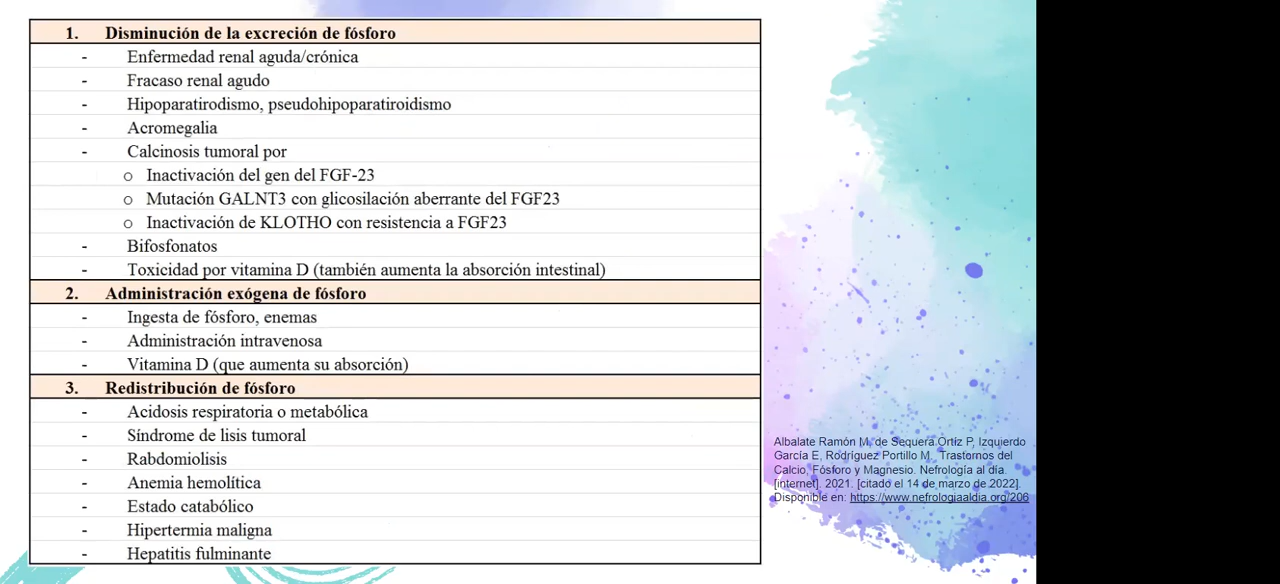 1. Disminución de la excreción de fósforo
- Enfermedad renal aguda/crónica
- Fracaso renal agudo
- Hipoparatirodismo, pseudohipoparatiroidismo
- Acromegalia
- Calcinosis tumoral por
o Inactivación del gen del FGF-23
o Mutación GALNT3 con glicosilación aberrante del FGF23
o Inactivación de KLOTHO con resistencia a FGF23
- Bifosfonatos
- Toxicidad por vitamina D (también aumenta la absorción intestinal)
2. Administración exógena de fósforo
- Ingesta de fósforo, enemas
- Administración intravenosa
- Vitamina D (que aumenta su absorción)
3. Redistribución de fósforo
- Acidosis respiratoria o metabólica
- Síndrome de lisis tumoral
- Rabdomiolisis
- Anemia hemolítica
- Estado catabólico
- Hipertermia maligna
- Hepatitis fulminante
Albalate Ramón M, de Sequera Ortiz P, Izquierdo
García E, Rodríguez Portillo M, Trastornos del
Calcio, Fósforo y Magnesio. Nefrología al día.
[internet]. 2021. [citado el 14 de marzo de 2022].
Disponible en: https://www.nefrologiaaldia.org/206